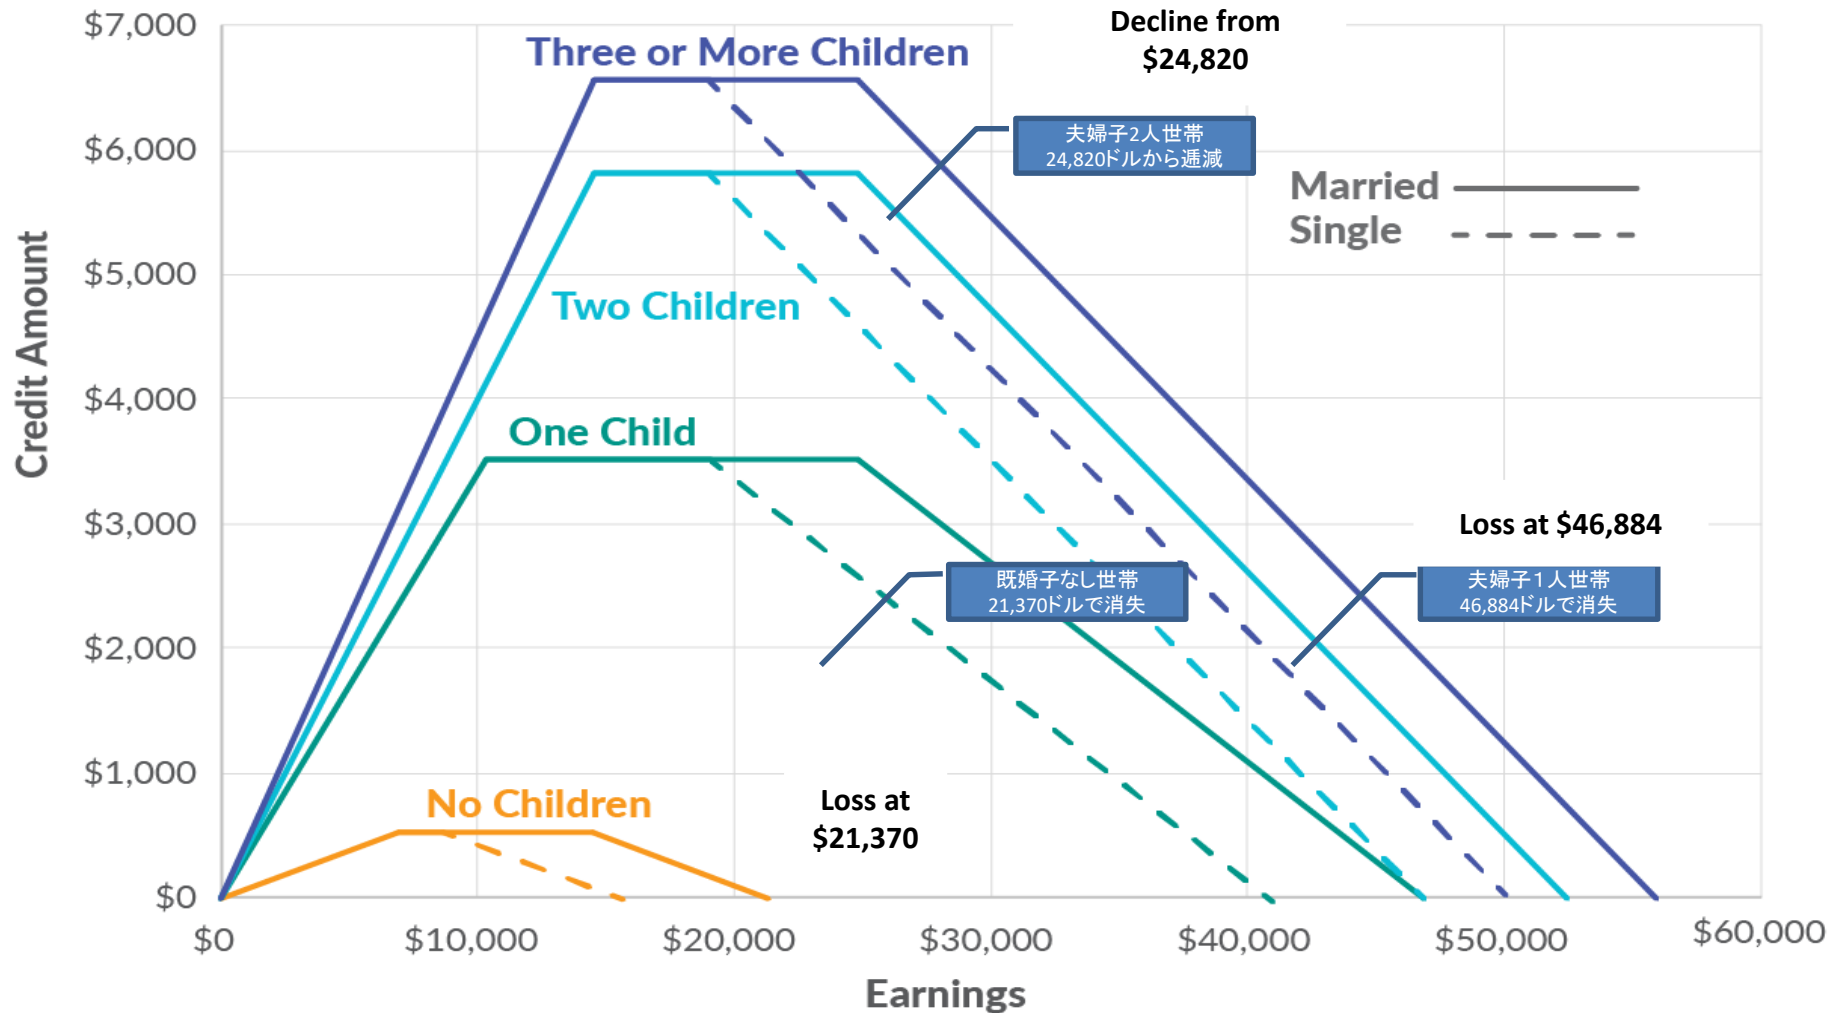 Decline from
$24,820
$7,000
$6,000
$5,000
$4,000
$3,000
$2,000
$1,000
$0
Credit Amount
Three or More Children
夫婦子2人世帯
24,820ドルから逓減
Married
Single
Two Children
One Child
Loss at $46,884
既婚子なし世帯
21,370ドルで消失
夫婦子１人世帯
46,884ドルで消失
No Children
Loss at
$21,370
$0
$10,000
$20,000
$30,000
$40,000
$50,000
$60,000
Earnings